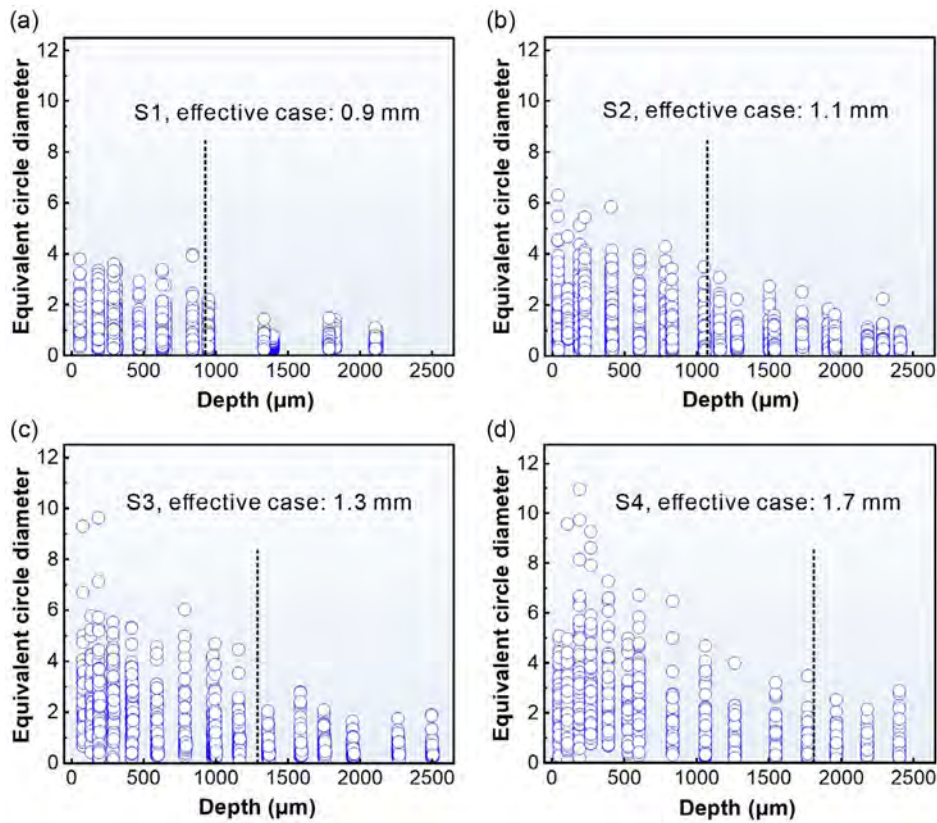 (a)
12
10
8
6
4
2
0
Equivalent circle diameter
S1, effective case: 0.9 mm
0 500 1000 1500 2000 2500
Depth (μm)
(b)
12
10
8
6
4
2
0
Equivalent circle diameter
S2, effective case: 1.1 mm
0 500 1000 1500 2000 2500
Depth (μm)
(c)
12
10
8
6
4
2
0
Equivalent circle diameter
S3, effective case: 1.3 mm
0 500 1000 1500 2000 2500
Depth (μm)
(d)
12
10
8
6
4
2
0
Equivalent circle diameter
S4, effective case: 1.7 mm
0 500 1000 1500 2000 2500
Depth (μm)